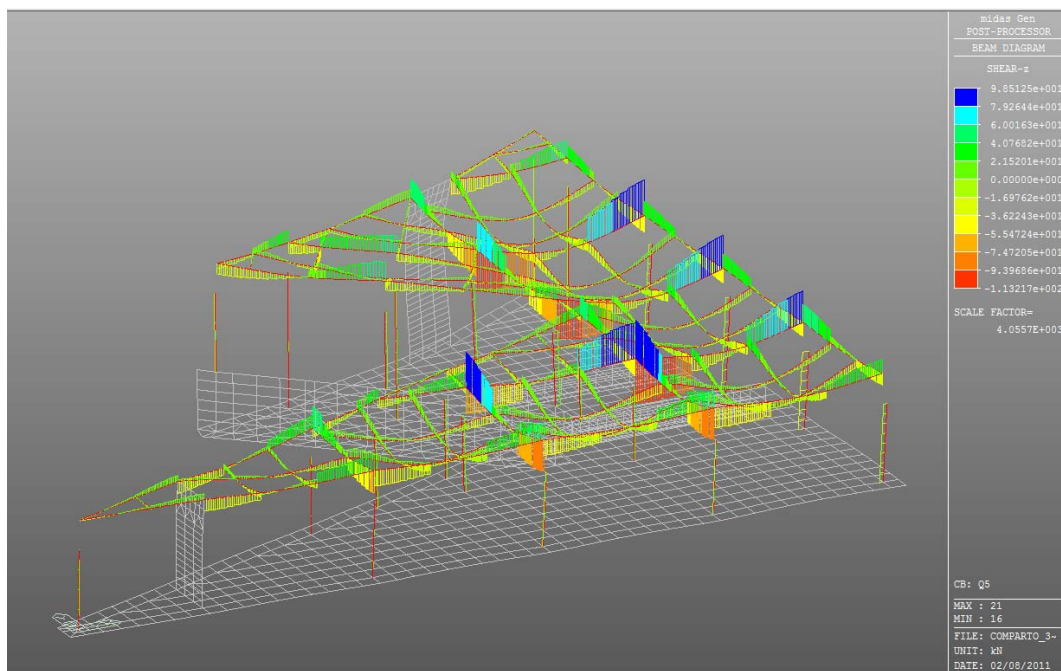 midas Gen
POST-PROCESSOR
BEAM DIAGRAM
SHEAR-z
9.85125e+001
7.92644e+001
6.00163e+001
4.07682e+001
2.15201e+001
0.00000e+000
-1.69762e+001
-3.62243e+001
-5.54724e+001
-7.47205e+001
-9.39686e+001
-1.13217e+002
SCALE FACTOR=
4.0557E+003
CB: Q5
MAX : 21
MIN : 16
FILE: COMPARTO_3~
UNIT: kN
DATE: 02/08/2011